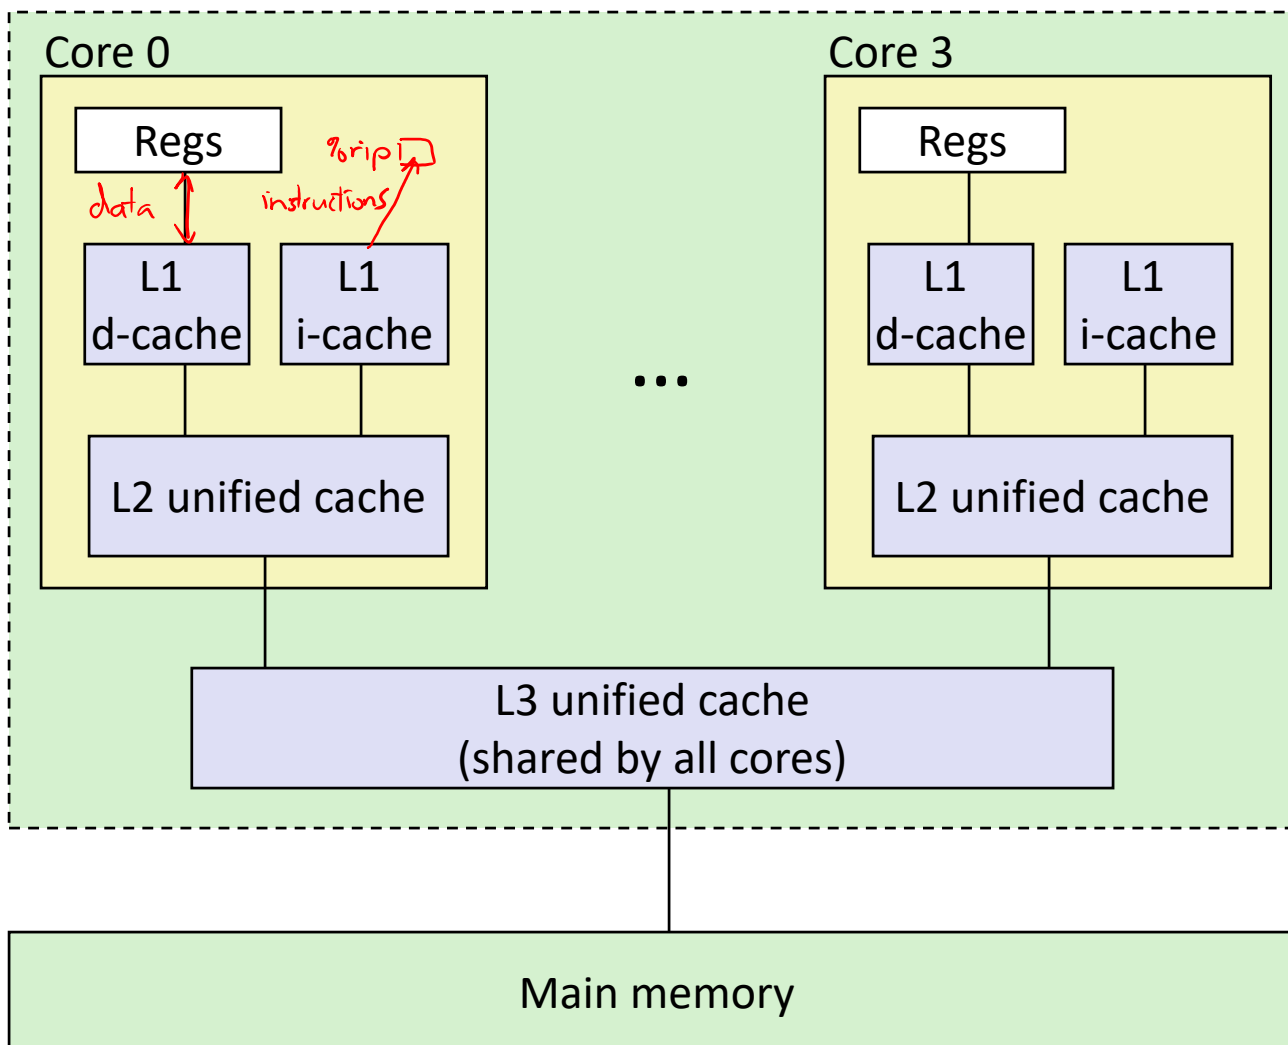 Core 0
Regs
%rip
data
instructions
L1
d-cache
L1
i-cache
L2 unified cache
...
Core 3
Regs
L1
d-cache
L1
i-cache
L2 unified cache
L3 unified cache
(shared by all cores)
Main memory